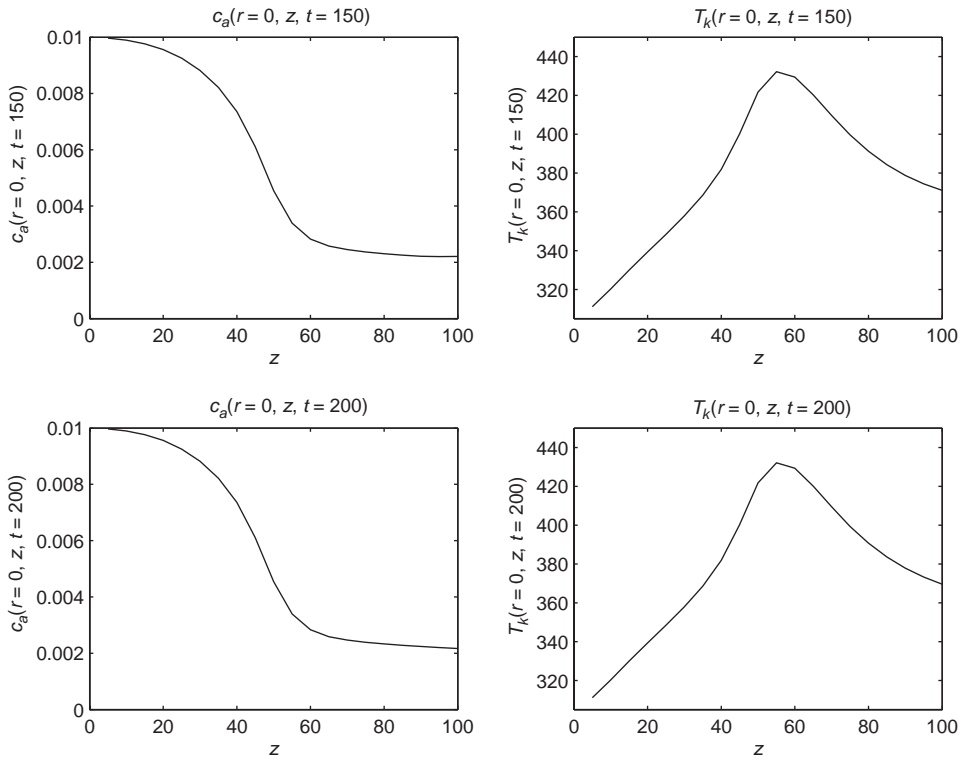 c_a(r = 0, z, t = 150)
c_a(r = 0, z, t = 150)
0.01
0.008
0.006
0.004
0.002
0
0 20 40 60 80 100
z
T_k(r = 0, z, t = 150)
T_k(r = 0, z, t = 150)
440
420
400
380
360
340
320
0 20 40 60 80 100
z
c_a(r = 0, z, t = 200)
c_a(r = 0, z, t = 200)
0.01
0.008
0.006
0.004
0.002
0
0 20 40 60 80 100
z
T_k(r = 0, z, t = 200)
T_k(r = 0, z, t = 200)
440
420
400
380
360
340
320
0 20 40 60 80 100
z